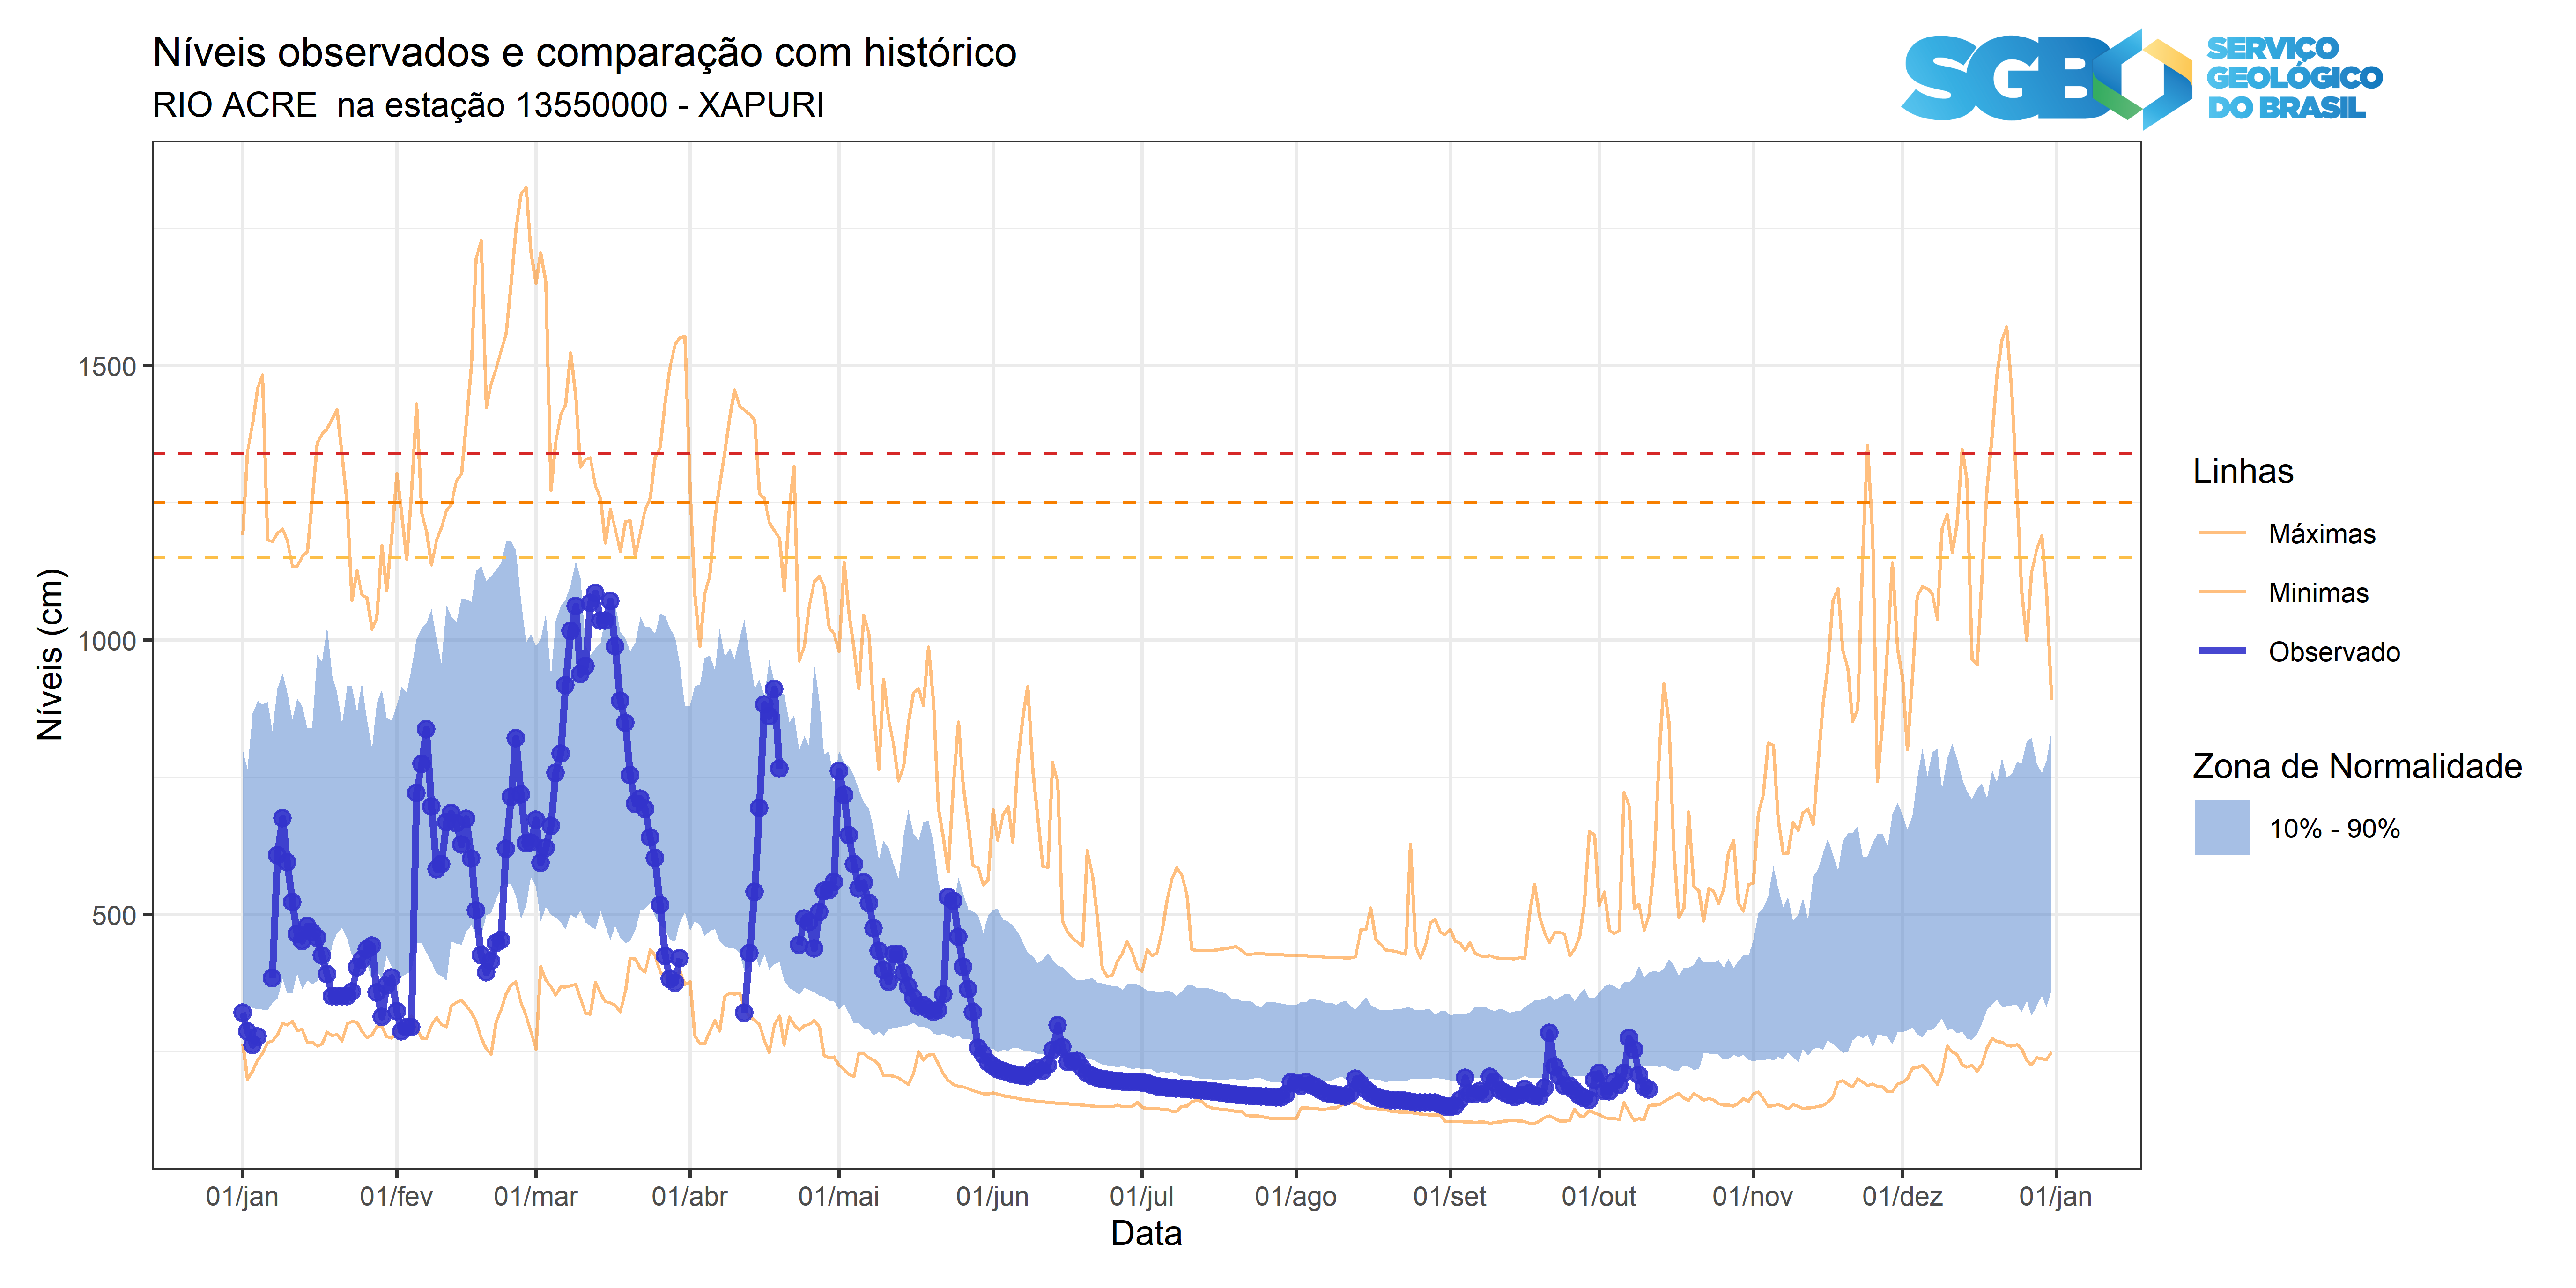 Níveis observados e comparação com histórico
RIO ACRE  na estação 13550000 - XAPURI
SGB
SERVIÇO
GEOLÓGICO
DO BRASIL
1500
1000
500
Níveis (cm)
01/jan
01/fev
01/mar
01/abr
01/mai
01/jun
01/jul
01/ago
01/set
01/out
01/nov
01/dez
01/jan
Data
Linhas
Máximas
Minimas
Observado
Zona de Normalidade
10% - 90%